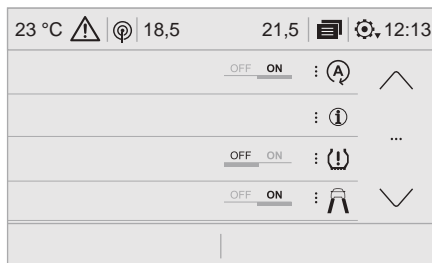 23 °C 18,5 21,5 12:13
OFF ON : A
: i
...
OFF ON : (!)
OFF ON :